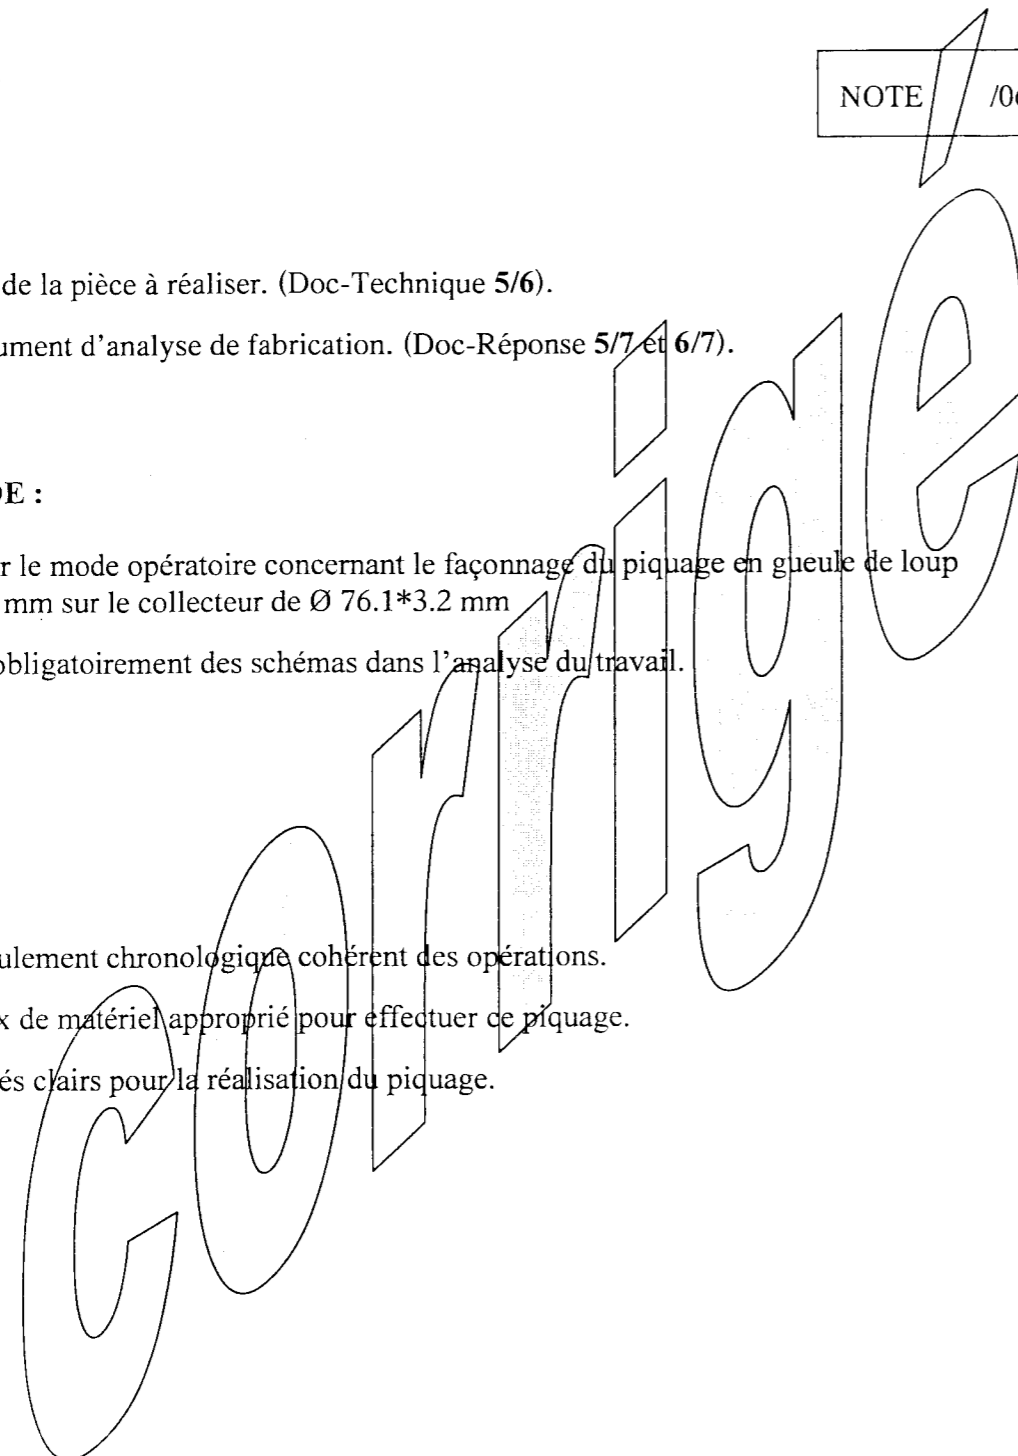 NOTE /0
de la pièce à réaliser. (Doc-Technique 5/6).
ument d'analyse de fabrication. (Doc-Réponse 5/7 et 6/7).
DE :
r le mode opératoire concernant le façonnage du piquage en gueule de loup
mm sur le collecteur de Ø 76.1*3.2 mm
obligatoirement des schémas dans l'analyse du travail.
ulement chronologique cohérent des opérations.
x de matériel approprié pour effectuer ce piquage.
és clairs pour la réalisation du piquage.
corrigé